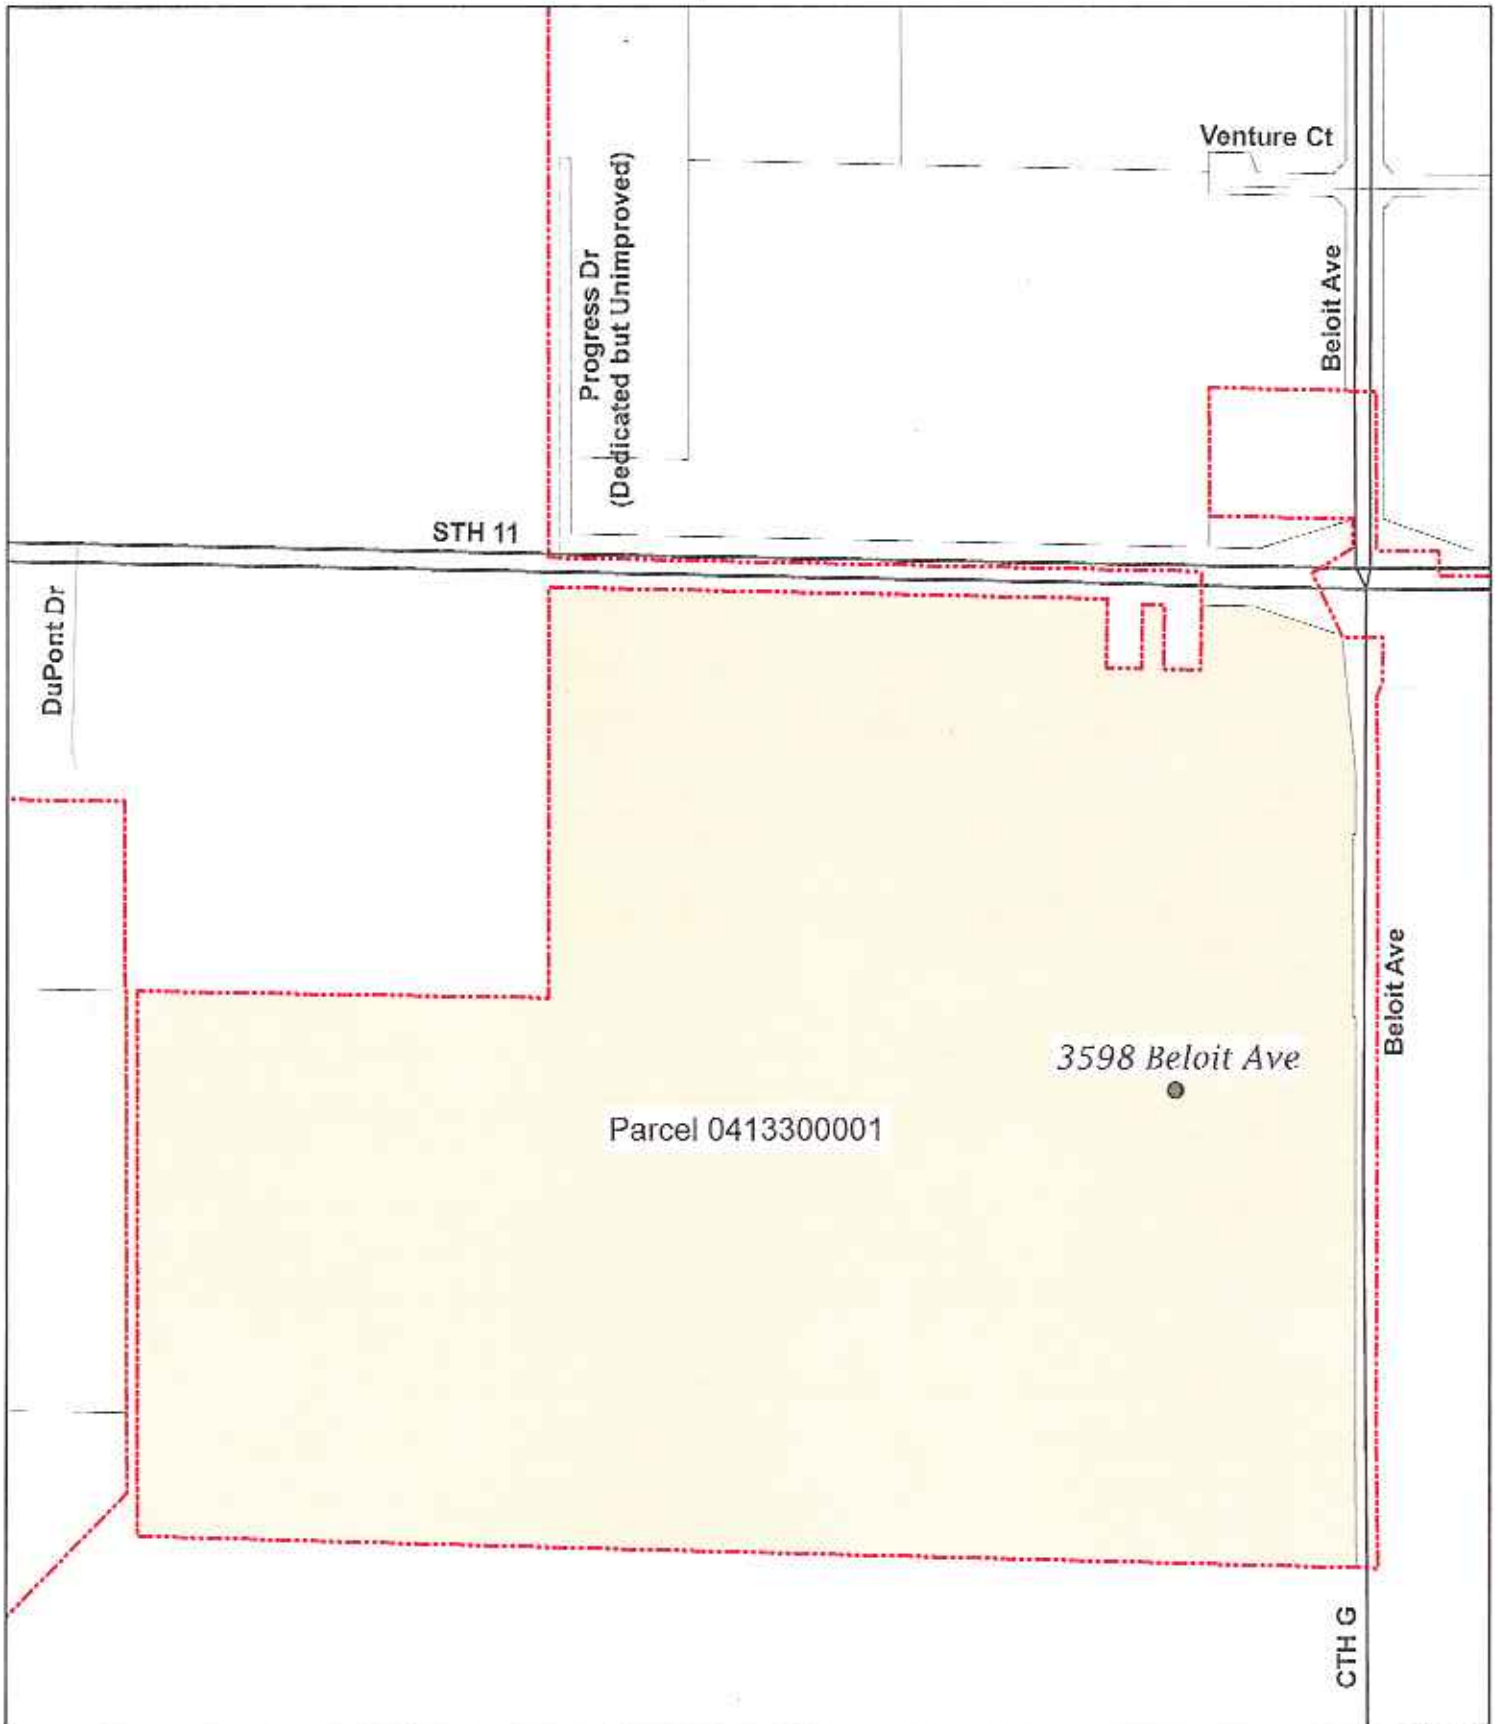 Venture Ct
Progress Dr
(Dedicated but Unimproved)
Beloit Ave
STH 11
DuPont Dr
Beloit Ave
3598 Beloit Ave
Parcel 0413300001
CTH G